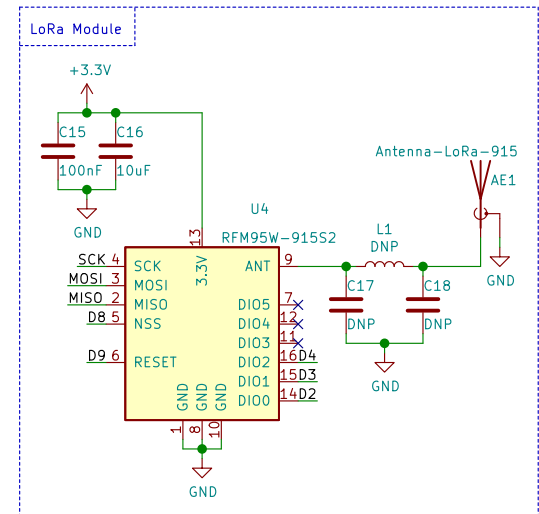 LoRa Module
+3.3V
C15
100nF
C16
10uF
GND
Antenna-LoRa-915
AE1
GND
U4
RFM95W-915S2
L1
DNP
C17
DNP
C18
DNP
GND
13
3.3V
SCK 4 SCK
MOSI 3 MOSI
MISO 2 MISO
D8 5 NSS
D9 6 RESET
ANT 9
DIO5 7
DIO4 12
DIO3 11
DIO2 16 D4
DIO1 15 D3
DIO0 14 D2
GND GND GND
1 8 10
GND